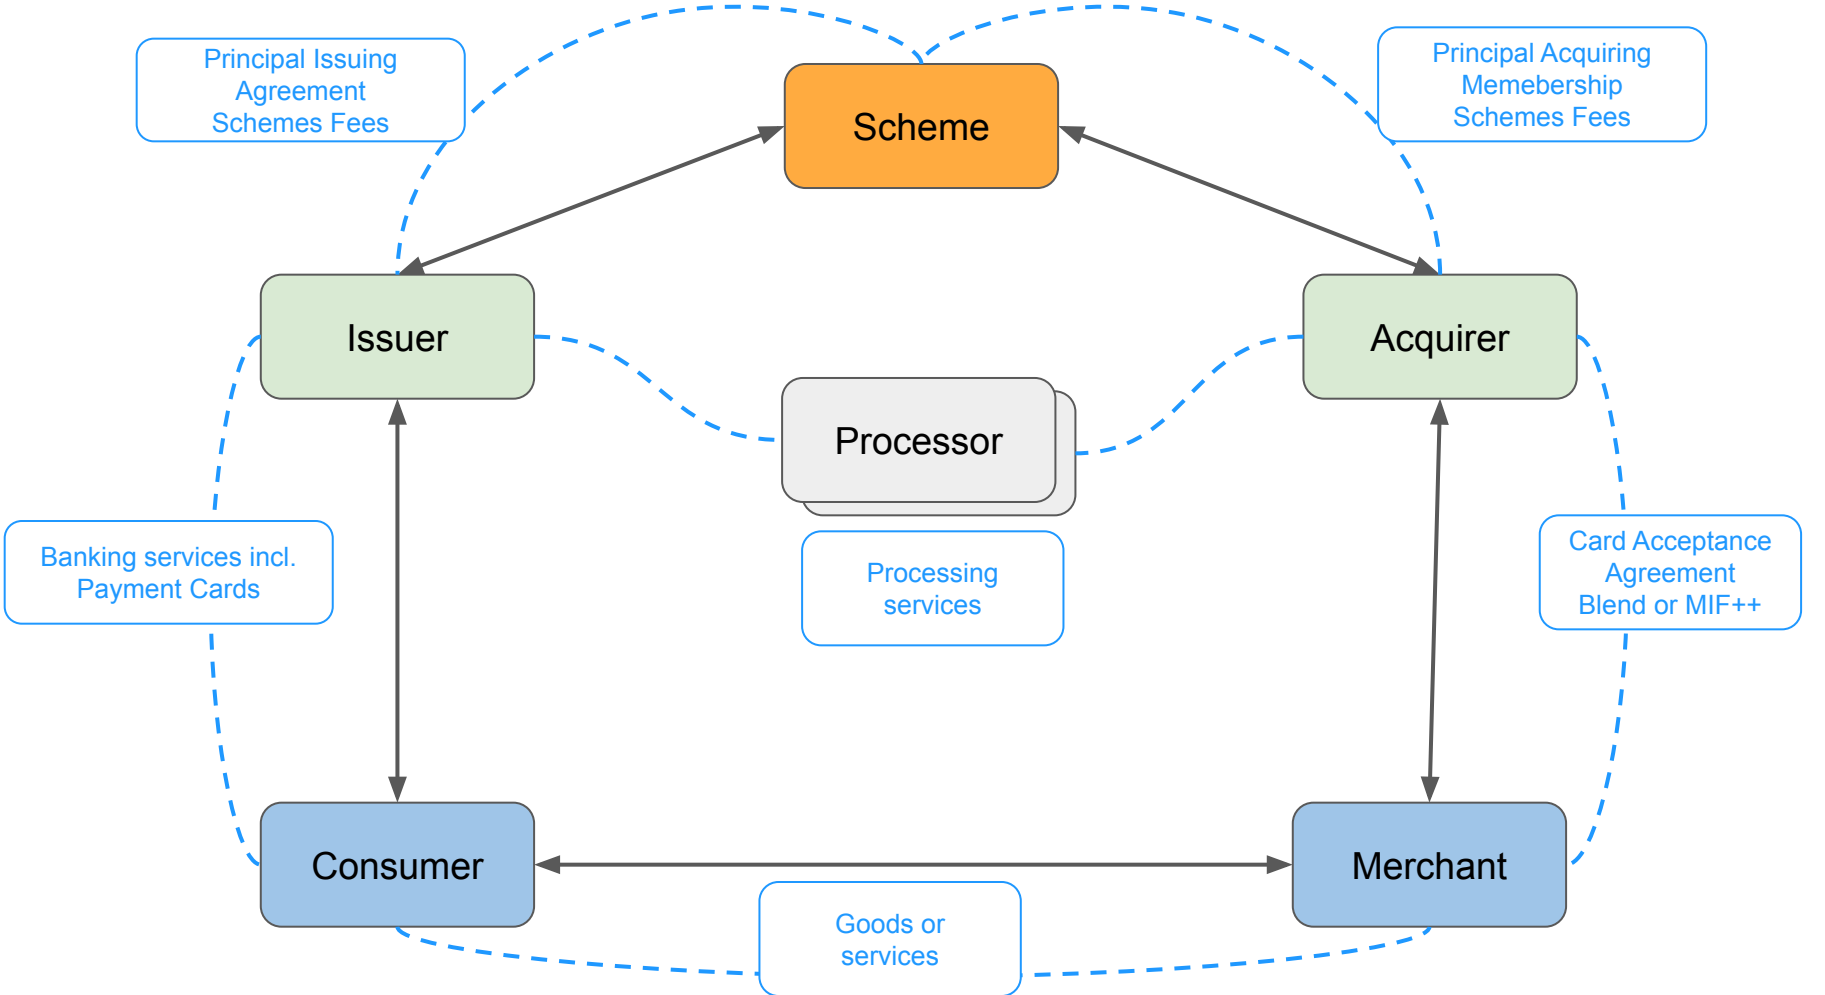 Principal Issuing
Agreement
Schemes Fees
Principal Acquiring
Memebership
Schemes Fees
Scheme
Issuer
Acquirer
Processor
Banking services incl.
Payment Cards
Processing
services
Card Acceptance
Agreement
Blend or MIF++
Consumer
Merchant
Goods or
services